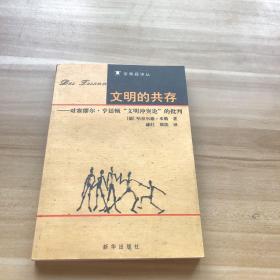 文明的共存
——对塞缪尔·亨廷顿“文明冲突论”的批判
[德] 哈拉尔德·米勒 著
郦红 那滨 译
新华出版社